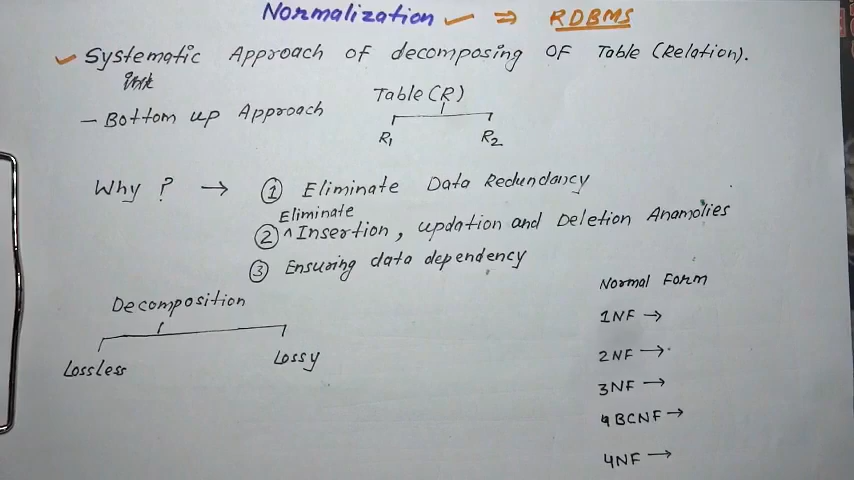 Normalization ✓ ⇒ RDBMS
✓ Systematic Approach of decomposing OF Table (Relation).
- Bottom up Approach
Table (R)
R1 R2
Why ? → ① Eliminate Data Redundancy
Eliminate
② ^ Insertion, updation and Deletion Anamolies
③ Ensuring data dependency
Decomposition
Lossless Lossy
Normal Form
1NF →
2NF →
3NF →
4BCNF →
4NF →